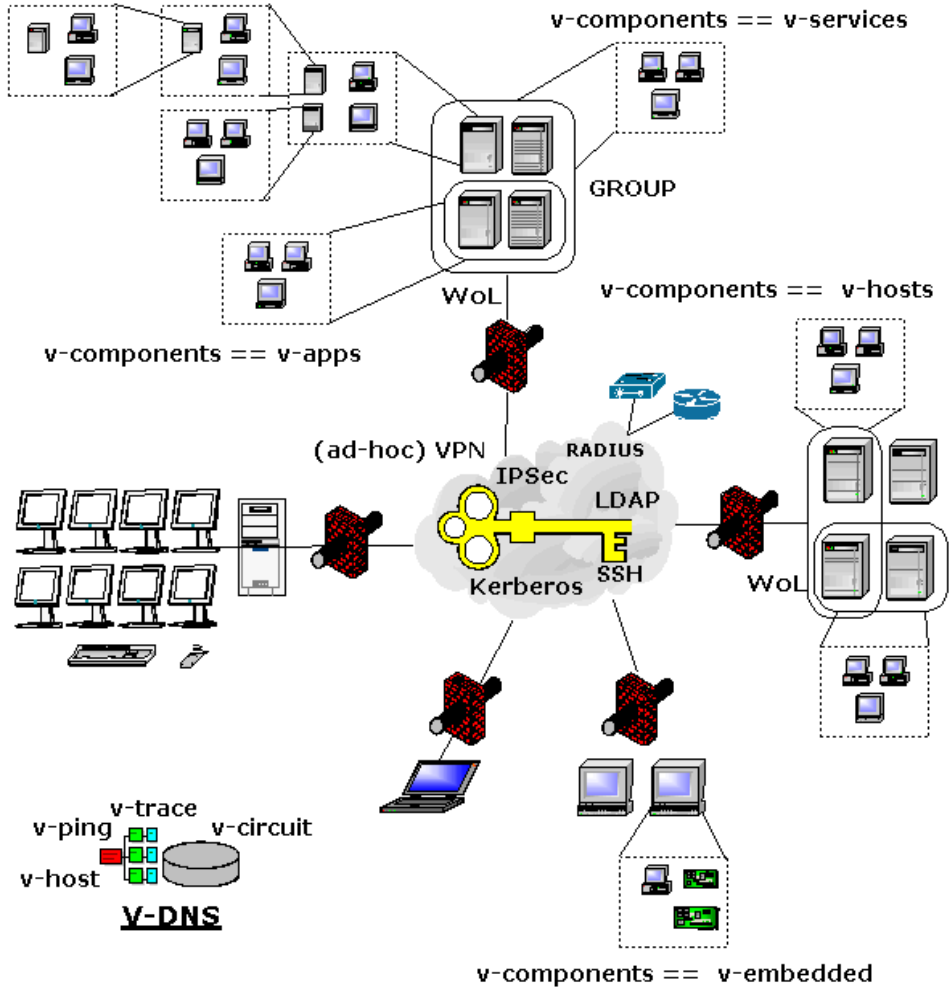 v-components == v-services
GROUP
WoL
v-components == v-hosts
v-components == v-apps
(ad-hoc) VPN
RADIUS
IPSec
LDAP
WoL
SSH
Kerberos
v-trace
v-ping
v-circuit
v-host
V-DNS
v-components == v-embedded